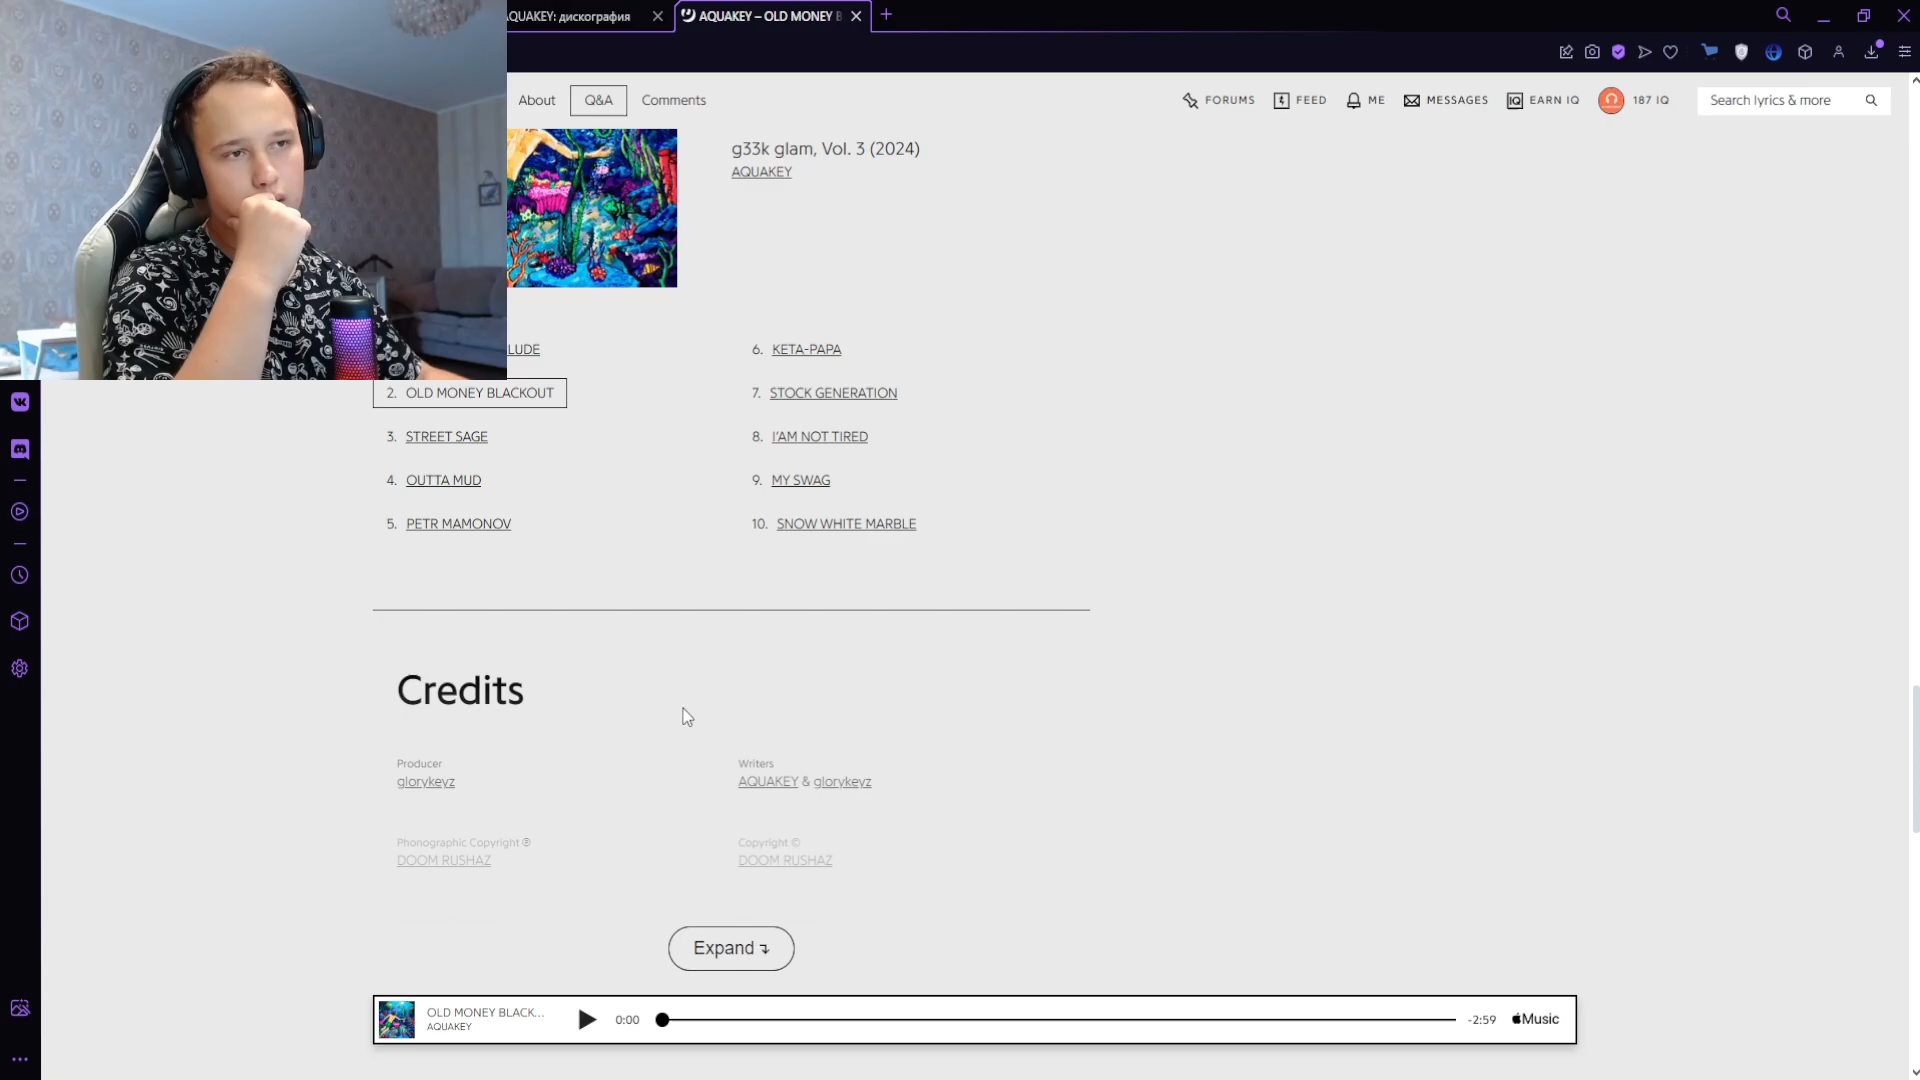 AQUAKEY: дискография
AQUAKEY – OLD MONEY B
About
Q&A
Comments
FORUMS
FEED
ME
MESSAGES
EARN IQ
187 IQ
Search lyrics & more
g33k glam, Vol. 3 (2024)
AQUAKEY
LUDE
2. OLD MONEY BLACKOUT
3. STREET SAGE
4. OUTTA MUD
5. PETR MAMONOV
6. KETA-PAPA
7. STOCK GENERATION
8. I'AM NOT TIRED
9. MY SWAG
10. SNOW WHITE MARBLE
Credits
Producer
glorykeyz
Writers
AQUAKEY & glorykeyz
Phonographic Copyright ℗
DOOM RUSHAZ
Copyright ©
DOOM RUSHAZ
Expand
OLD MONEY BLACK...
AQUAKEY
0:00
-2:59
Music